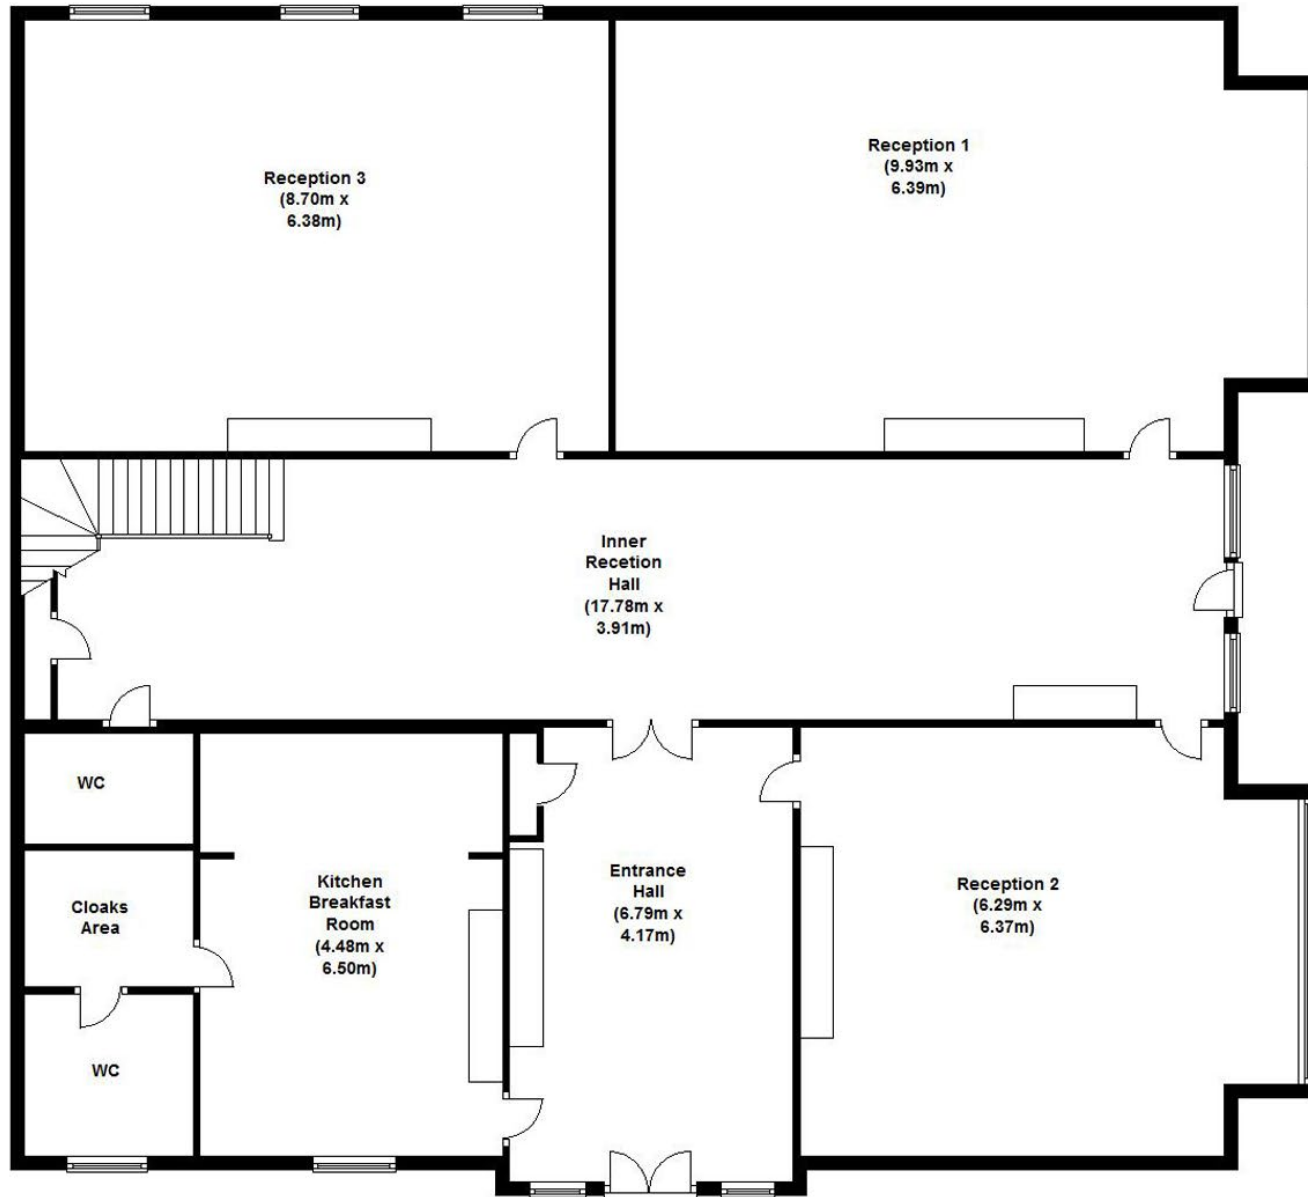 Reception 3
(8.70m x
6.38m)
Reception 1
(9.93m x
6.39m)
Inner
Recetion
Hall
(17.78m x
3.91m)
WC
Cloaks
Area
WC
Kitchen
Breakfast
Room
(4.48m x
6.50m)
Entrance
Hall
(6.79m x
4.17m)
Reception 2
(6.29m x
6.37m)